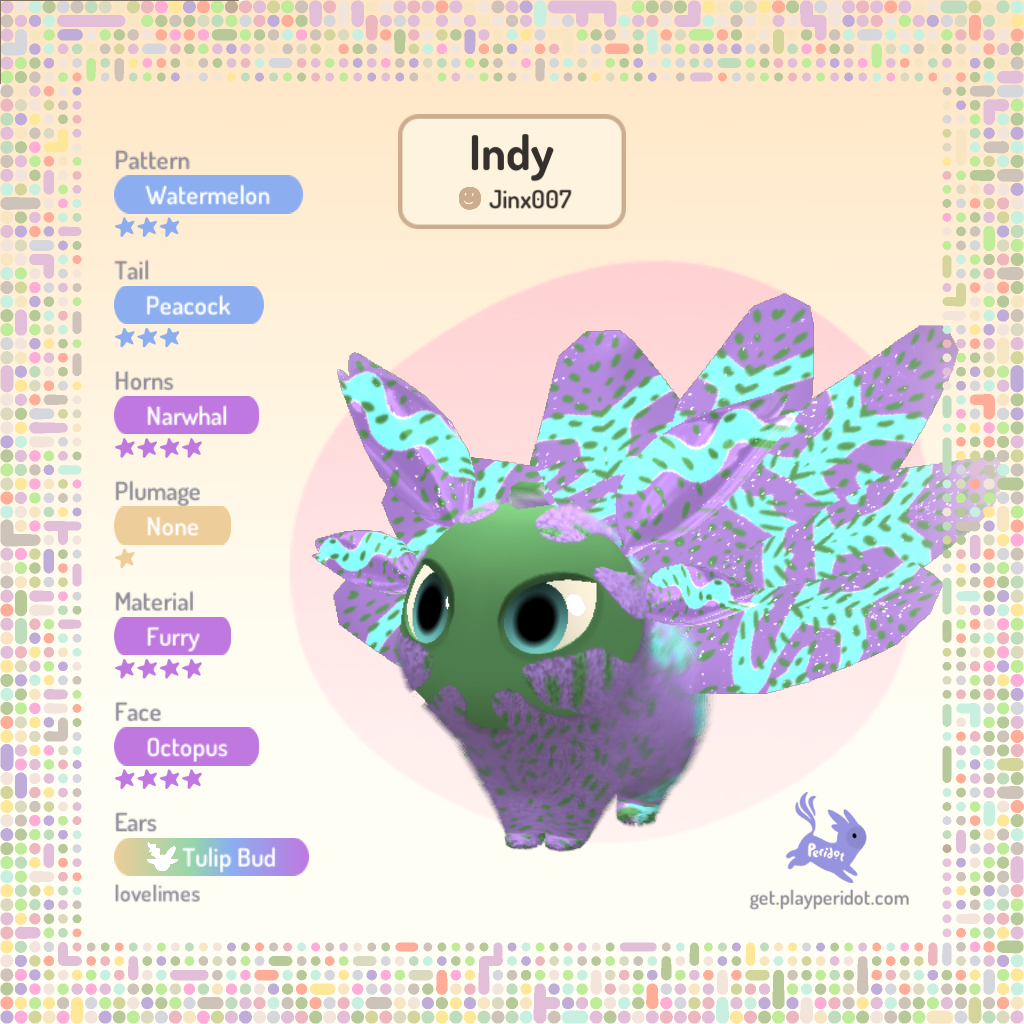 Indy
Jinx007
Pattern
Watermelon
Tail
Peacock
Horns
Narwhal
Plumage
None
Material
Furry
Face
Octopus
Ears
Tulip Bud
lovelimes
Peridot
get.playperidot.com